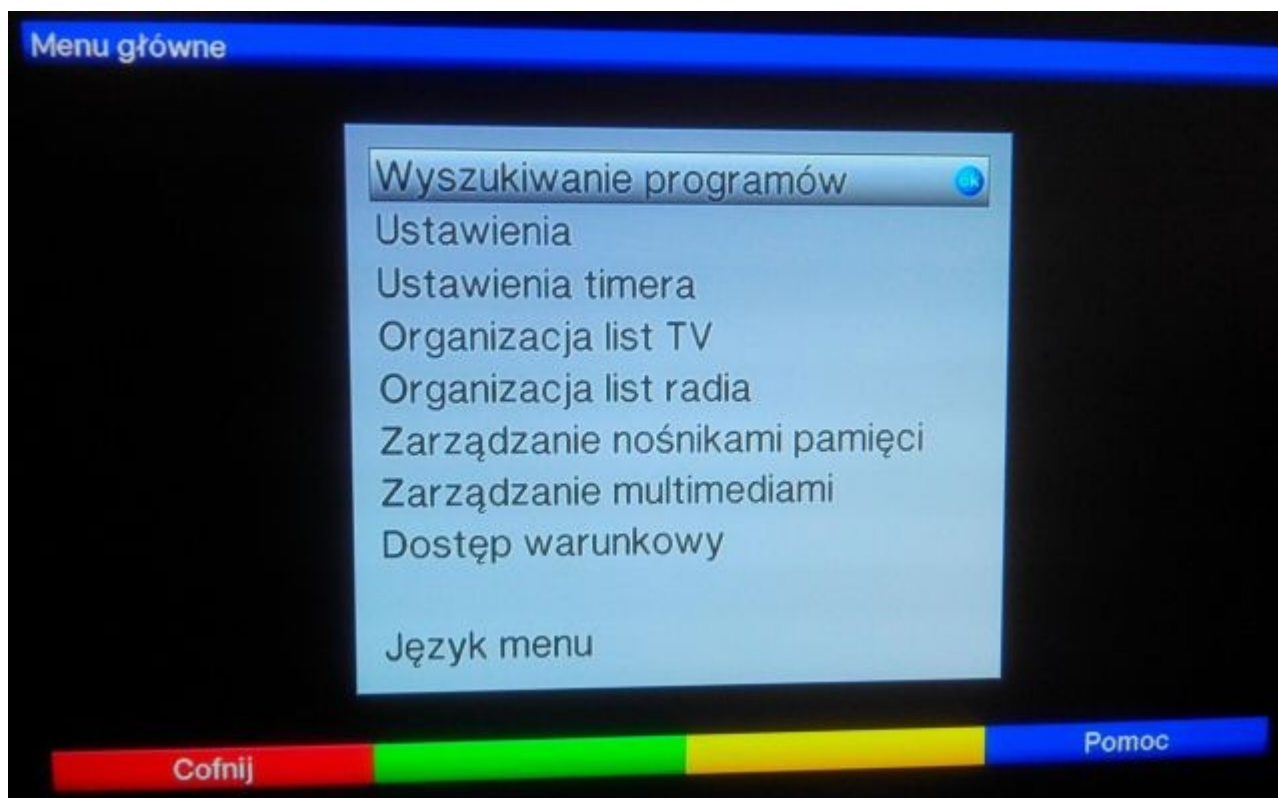 Menu główne
Wyszukiwanie programów ok
Ustawienia
Ustawienia timera
Organizacja list TV
Organizacja list radia
Zarządzanie nośnikami pamięci
Zarządzanie multimediami
Dostęp warunkowy
Język menu
Cofnij
Pomoc